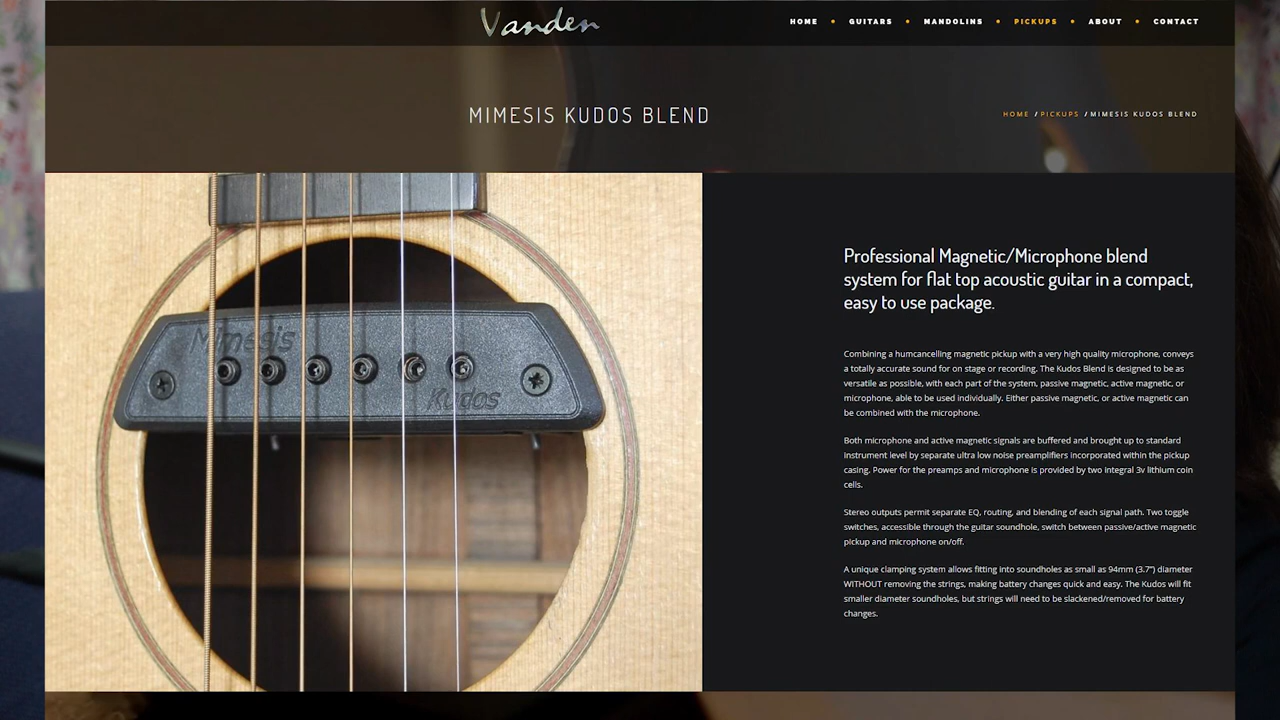 Vanden
HOME • GUITARS • MANDOLINS • PICKUPS • ABOUT • CONTACT
MIMESIS KUDOS BLEND
HOME / PICKUPS / MIMESIS KUDOS BLEND
Mimesis
Kudos
Professional Magnetic/Microphone blend
system for flat top acoustic guitar in a compact,
easy to use package.
Combining a humcancelling magnetic pickup with a very high quality microphone, conveys
a totally accurate sound for on stage or recording. The Kudos Blend is designed to be as
versatile as possible, with each part of the system, passive magnetic, active magnetic, or
microphone, able to be used individually. Either passive magnetic, or active magnetic can
be combined with the microphone.
Both microphone and active magnetic signals are buffered and brought up to standard
Instrument level by separate ultra low noise preamplifiers incorporated within the pickup
casing. Power for the preamps and microphone is provided by two integral 3v lithium coin
cells.
Stereo outputs permit separate EQ, routing, and blending of each signal path. Two toggle
switches, accessible through the guitar soundhole, switch between passive/active magnetic
pickup and microphone on/off.
A unique clamping system allows fitting into soundholes as small as 94mm (3.7") diameter
WITHOUT removing the strings, making battery changes quick and easy. The Kudos will fit
smaller diameter soundholes, but strings will need to be slackened/removed for battery
changes.